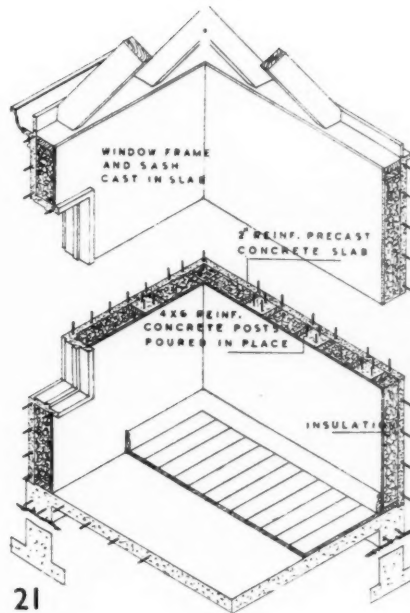 WINDOW FRAME
AND SASH
CAST IN SLAB
2" REINF. PRECAST
CONCRETE SLAB
4X6 REINF.
CONCRETE POSTS
POURED IN PLACE
INSULATION
21